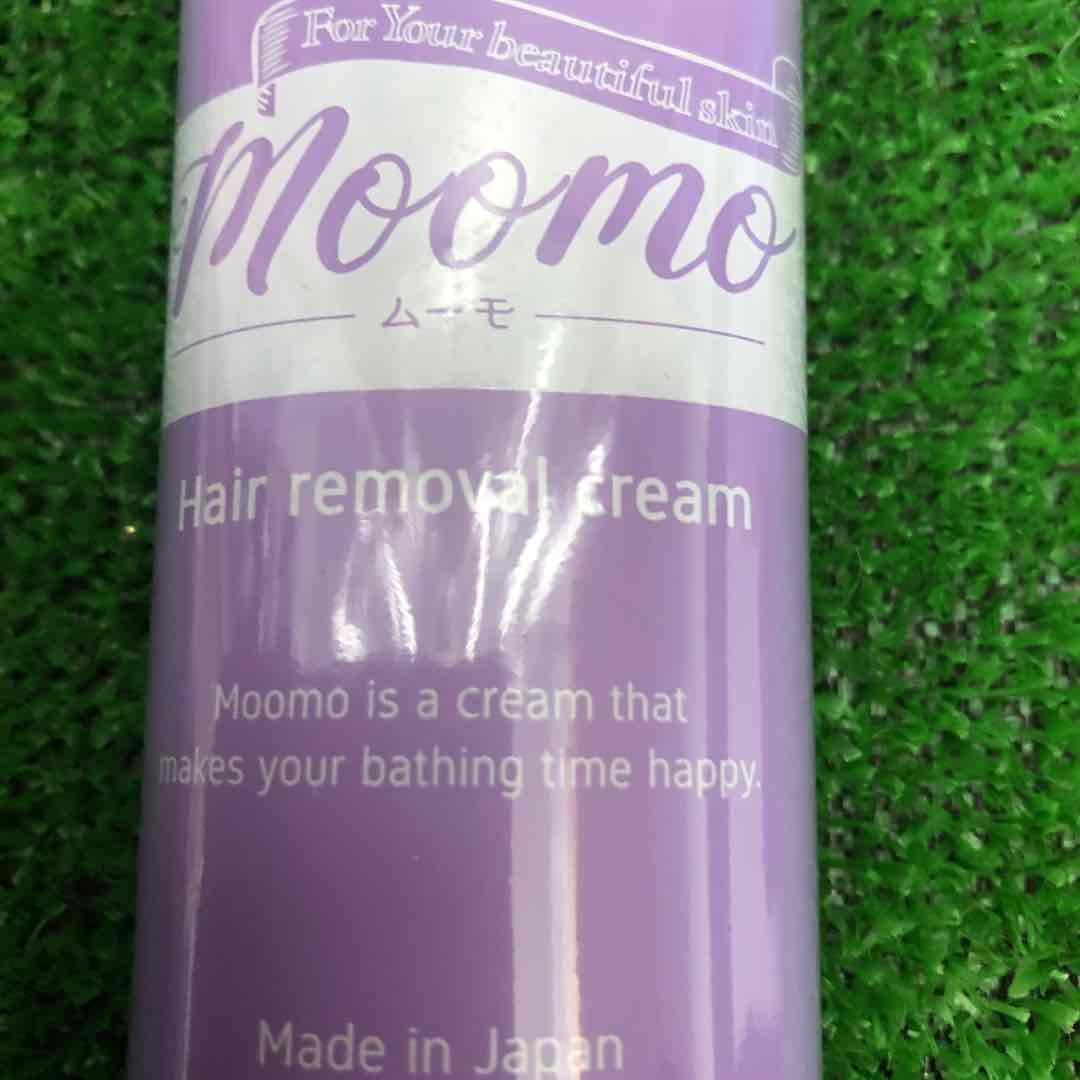 For Your beautiful skin
Moomo
ムーモ
Hair removal cream
Moomo is a cream that
makes your bathing time happy.
Made in Japan